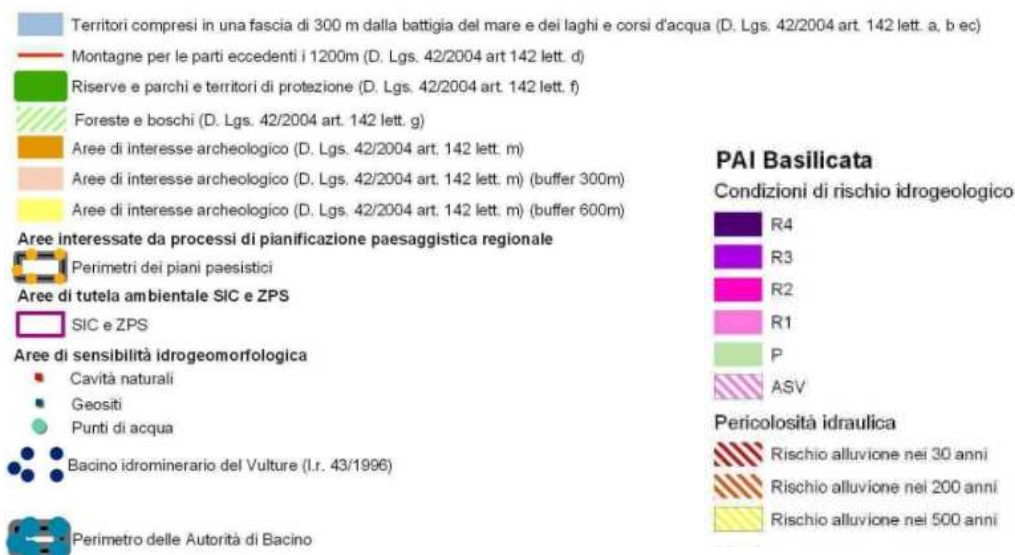 Territori compresi in una fascia di 300 m dalla battigia del mare e dei laghi e corsi d'acqua (D. Lgs. 42/2004 art. 142 lett. a, b ec)
Montagne per le parti eccedenti i 1200m (D. Lgs. 42/2004 art 142 lett. d)
Riserve e parchi e territori di protezione (D. Lgs. 42/2004 art. 142 lett. f)
Foreste e boschi (D. Lgs. 42/2004 art. 142 lett. g)
Aree di interesse archeologico (D. Lgs. 42/2004 art. 142 lett. m)
Aree di interesse archeologico (D. Lgs. 42/2004 art. 142 lett. m) (buffer 300m)
Aree di interesse archeologico (D. Lgs. 42/2004 art. 142 lett. m) (buffer 600m)
Aree interessate da processi di pianificazione paesaggistica regionale
Perimetri dei piani paesistici
Aree di tutela ambientale SIC e ZPS
SIC e ZPS
Aree di sensibilità idrogeomorfologica
Cavità naturali
Geositi
Punti di acqua
Bacino idrominerario del Vulture (l.r. 43/1996)
Perimetro delle Autorità di Bacino
PAI Basilicata
Condizioni di rischio idrogeologico
R4
R3
R2
R1
P
ASV
Pericolosità idraulica
Rischio alluvione nei 30 anni
Rischio alluvione nei 200 anni
Rischio alluvione nei 500 anni